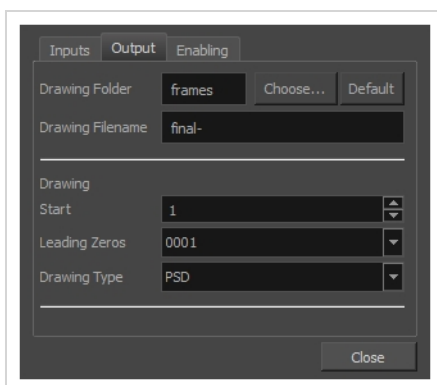 Inputs Output Enabling
Drawing Folder frames Choose... Default
Drawing Filename final-
Drawing
Start 1
Leading Zeros 0001
Drawing Type PSD
Close